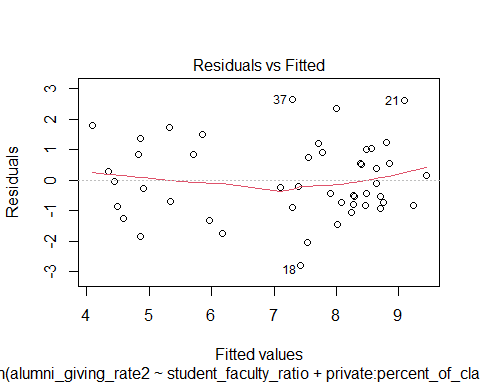 Residuals vs Fitted
Residuals
3
2
1
0
-1
-2
-3
37
21
18
4 5 6 7 8 9
Fitted values
n(alumni_giving_rate2 ~ student_faculty_ratio + private:percent_of_cla